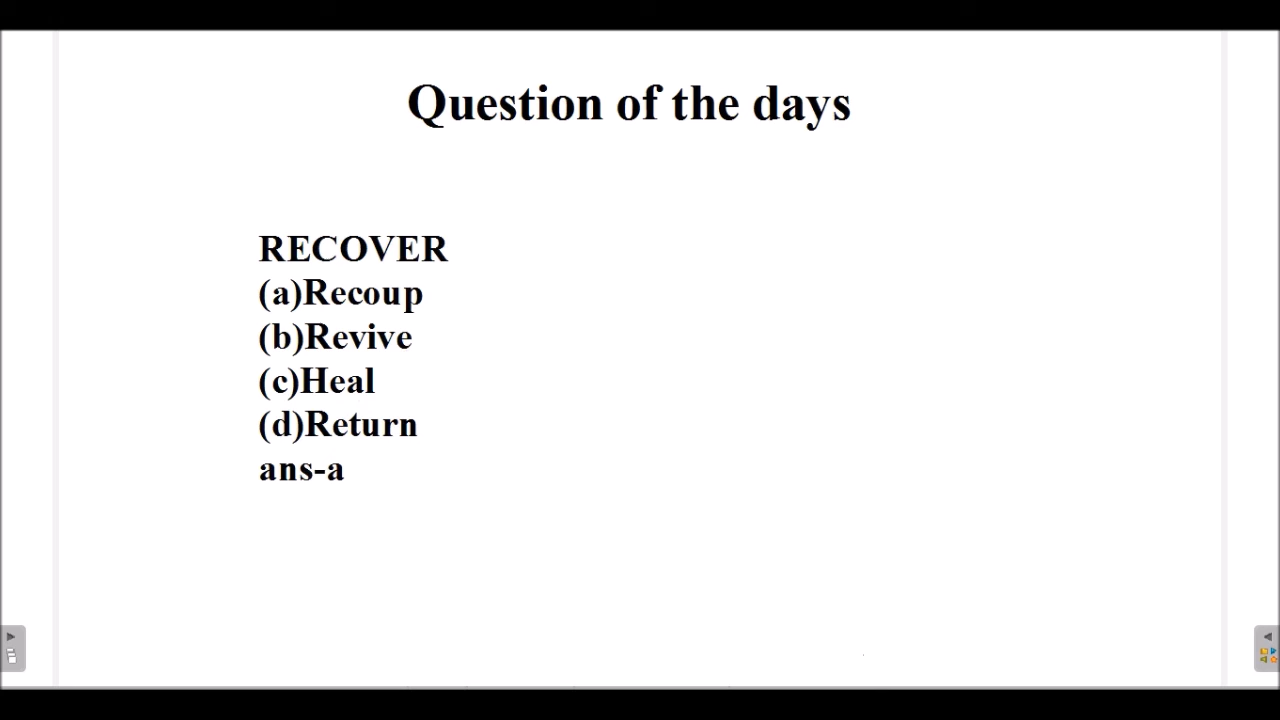 Question of the days
RECOVER
(a)Recoup
(b)Revive
(c)Heal
(d)Return
ans-a